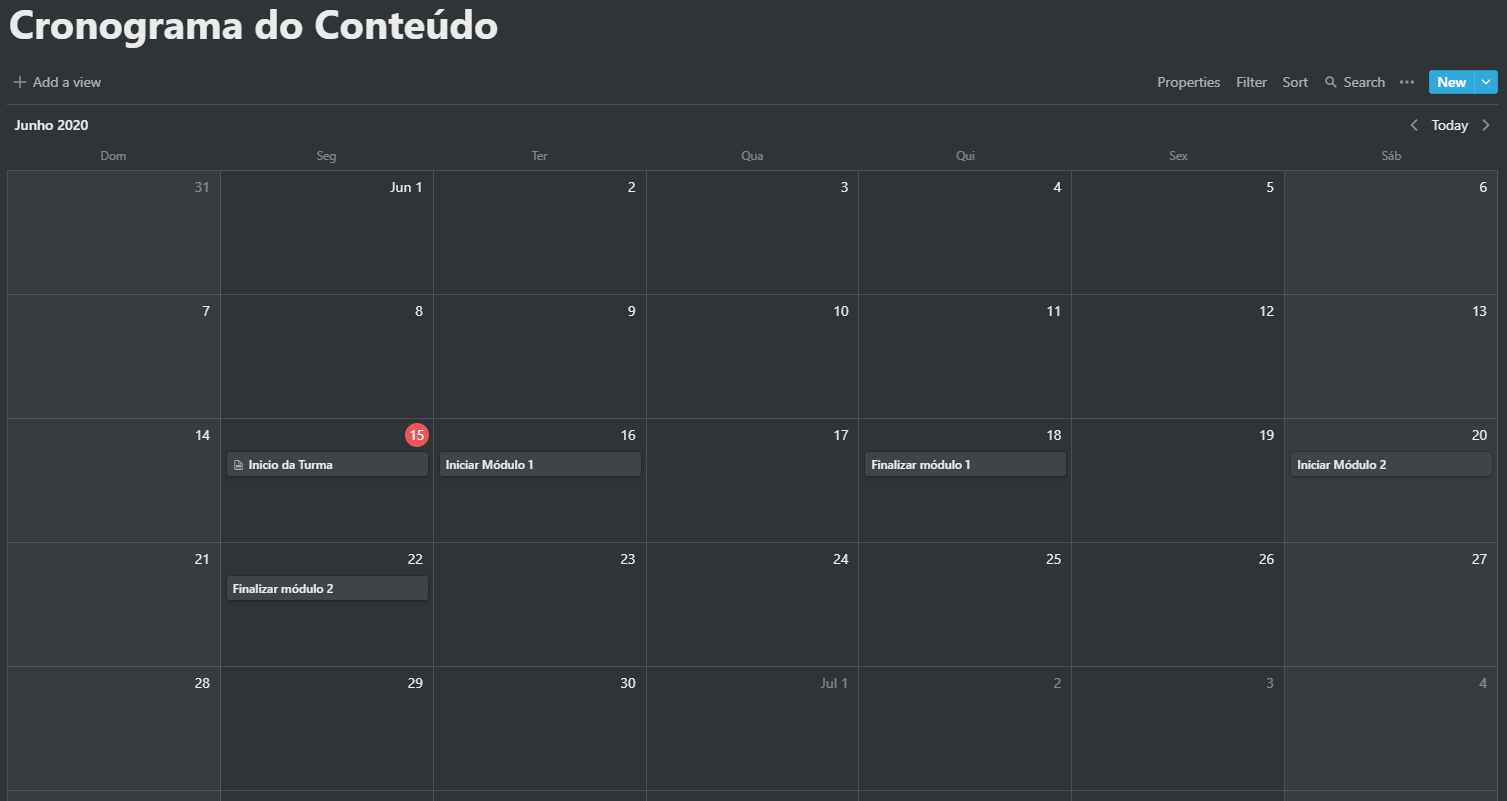 Cronograma do Conteúdo
Add a view
Properties Filter Sort Search New
Junho 2020
Today
Dom Seg Ter Qua Qui Sex Sáb
31 Jun 1 2 3 4 5 6
7 8 9 10 11 12 13
14 15 16 17 18 19 20
Inicio da Turma Iniciar Módulo 1 Finalizar módulo 1 Iniciar Módulo 2
21 22 23 24 25 26 27
Finalizar módulo 2
28 29 30 Jul 1 2 3 4